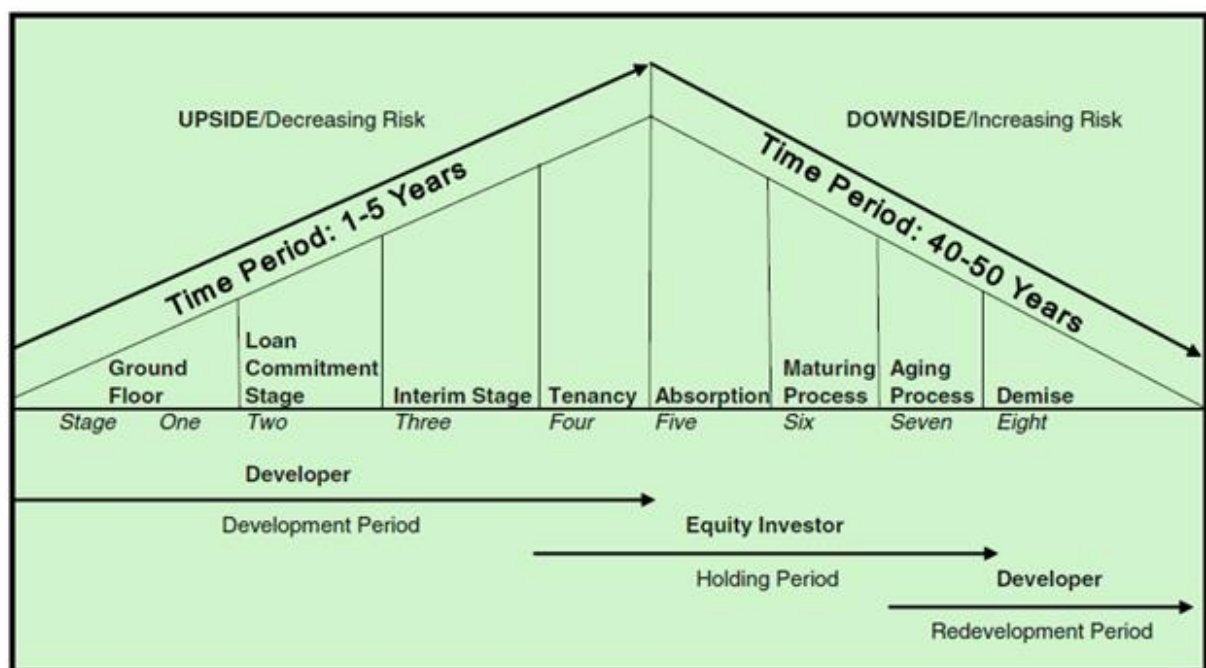 UPSIDE/Decreasing Risk
DOWNSIDE/Increasing Risk
Time Period: 1-5 Years
Time Period: 40-50 Years
Ground
Floor
Loan
Commitment
Stage
Interim Stage
Tenancy
Absorption
Maturing
Process
Aging
Process
Demise
Stage One Two Three Four Five Six Seven Eight
Developer
Development Period
Equity Investor
Holding Period
Developer
Redevelopment Period